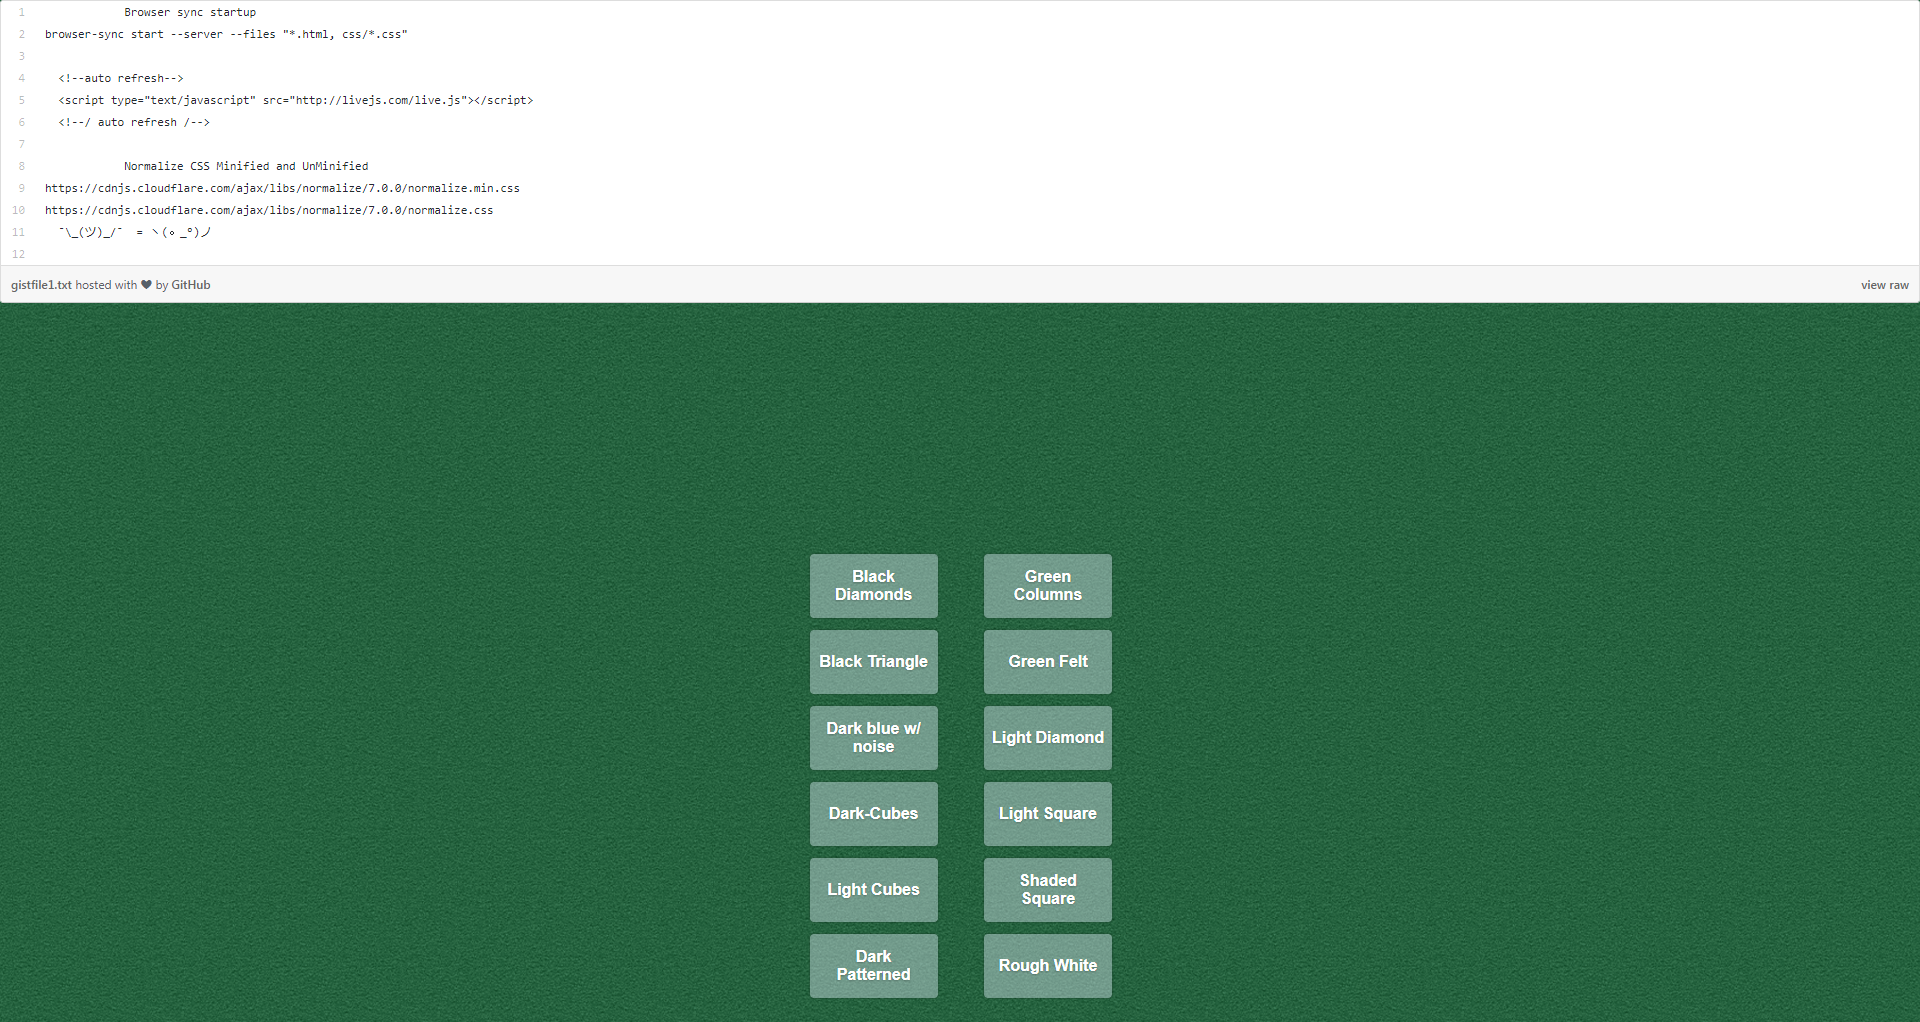 1 Browser sync startup
2 browser-sync start --server --files "*.html, css/*.css"
3
4 <!--auto refresh-->
5 <script type="text/javascript" src="http://livejs.com/live.js"></script>
6 <!--/ auto refresh /-->
7
8 Normalize CSS Minified and UnMinified
9 https://cdnjs.cloudflare.com/ajax/libs/normalize/7.0.0/normalize.min.css
10 https://cdnjs.cloudflare.com/ajax/libs/normalize/7.0.0/normalize.css
11 ¯\_(ツ)_/¯ = ヽ(。_°)ノ
12
gistfile1.txt hosted with ❤ by GitHub
view raw
Black
Diamonds
Green
Columns
Black Triangle
Green Felt
Dark blue w/
noise
Light Diamond
Dark-Cubes
Light Square
Light Cubes
Shaded
Square
Dark
Patterned
Rough White